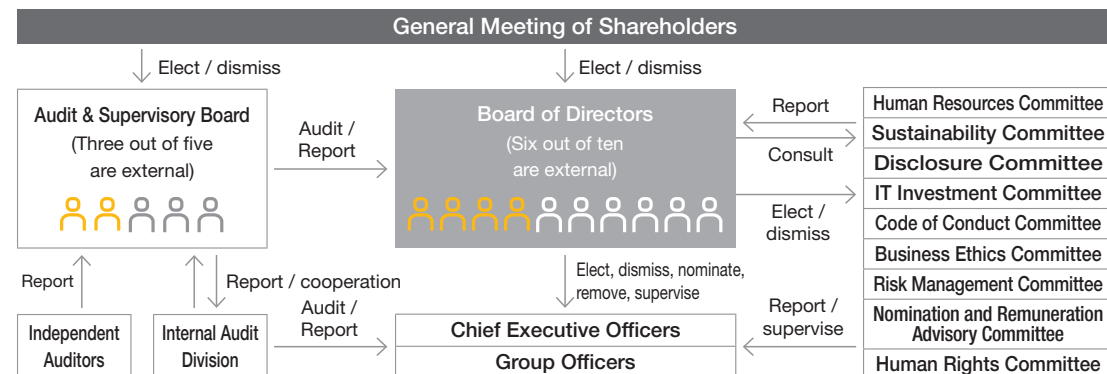 General Meeting of Shareholders
Elect / dismiss
Elect / dismiss
Audit & Supervisory Board
(Three out of five
are external)
Audit /
Report
Board of Directors
(Six out of ten
are external)
Report
Consult
Elect /
dismiss
Human Resources Committee
Sustainability Committee
Disclosure Committee
IT Investment Committee
Code of Conduct Committee
Business Ethics Committee
Risk Management Committee
Nomination and Remuneration
Advisory Committee
Human Rights Committee
Report
Report / cooperation
Audit /
Report
Elect, dismiss, nominate,
remove, supervise
Report /
supervise
Independent
Auditors
Internal Audit
Division
Chief Executive Officers
Group Officers